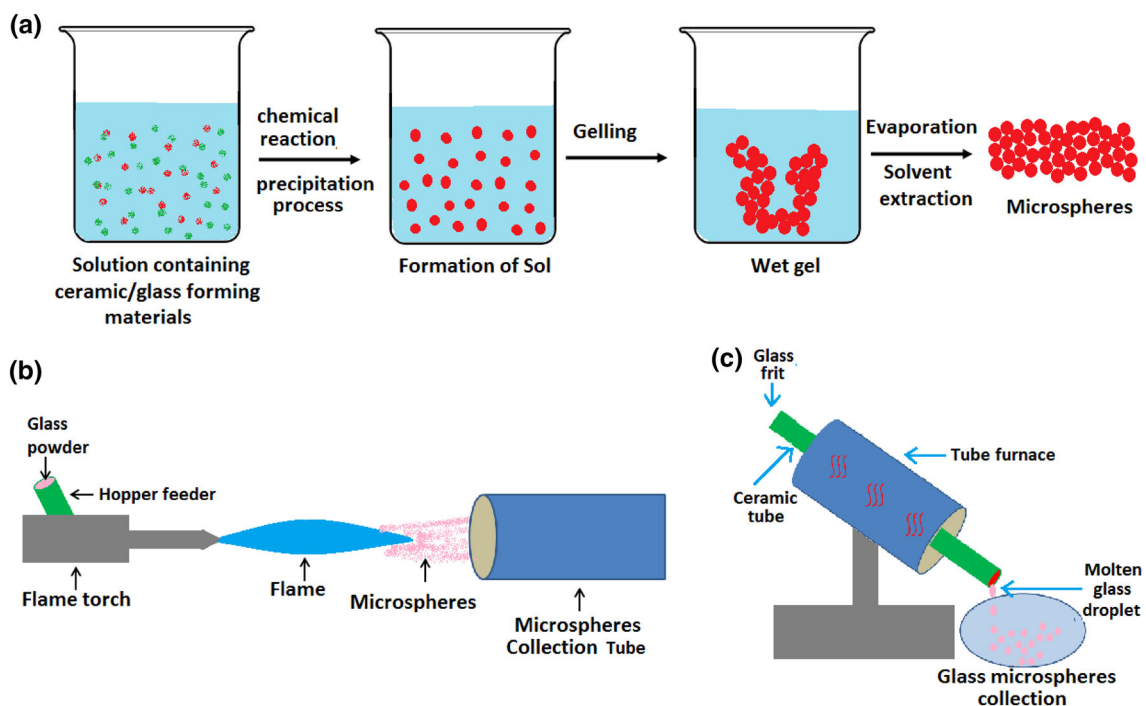 (a)
chemical
reaction
precipitation
process
Gelling
Evaporation
Solvent
extraction
Solution containing
ceramic/glass forming
materials
Formation of Sol
Wet gel
Microspheres
(b)
Glass
powder
Hopper feeder
Flame torch
Flame
Microspheres
Microspheres
Collection Tube
(c)
Glass
frit
Tube furnace
Ceramic
tube
Molten
glass
droplet
Glass microspheres
collection